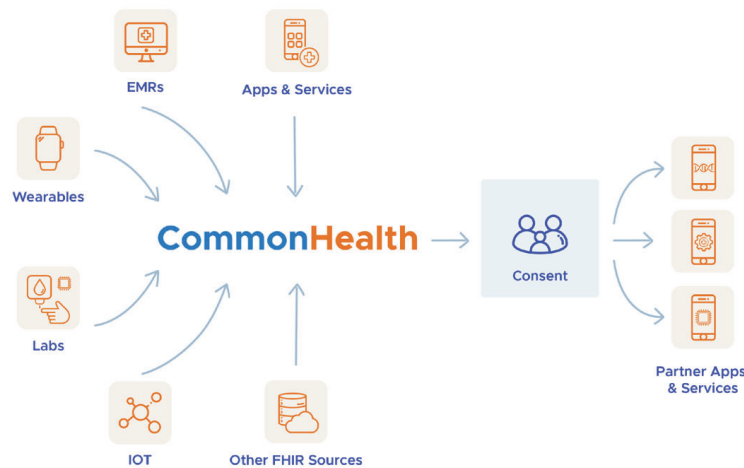 EMRs
Apps & Services
Wearables
CommonHealth
Consent
Labs
Partner Apps
& Services
IOT
Other FHIR Sources